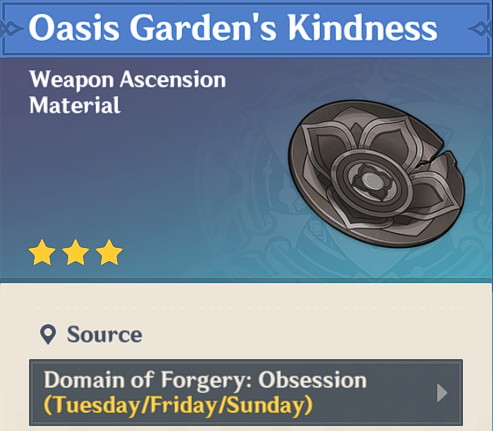 Oasis Garden's Kindness
Weapon Ascension
Material
Source
Domain of Forgery: Obsession
(Tuesday/Friday/Sunday)